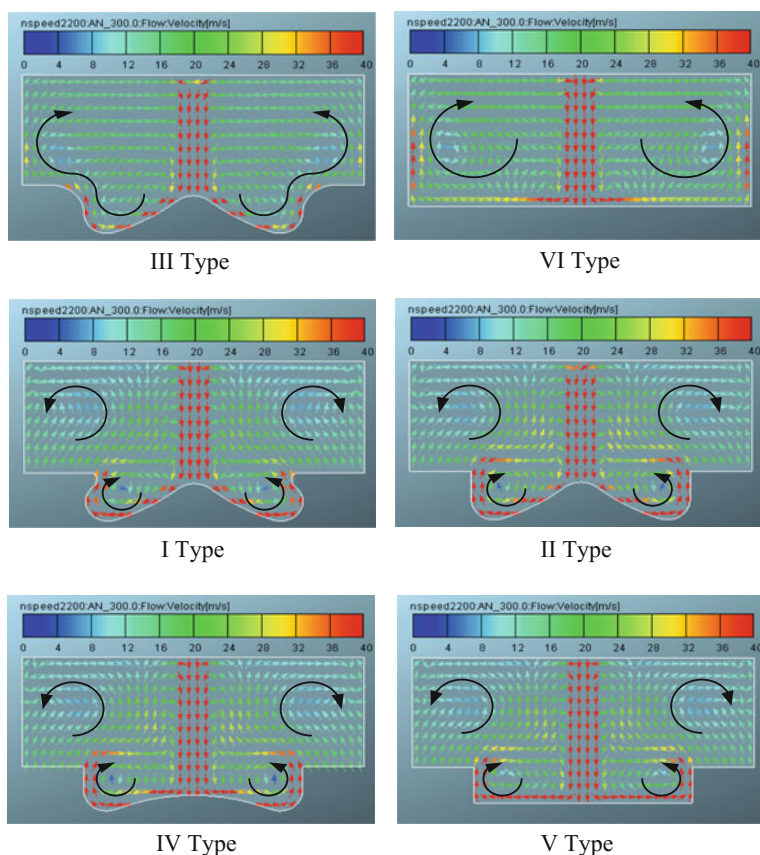 nspeed2200:AN_300.0:Flow:Velocity[m/s]
0 4 8 12 16 20 24 28 32 36 40
III Type
nspeed2200:AN_300.0:Flow:Velocity[m/s]
0 4 8 12 16 20 24 28 32 36 40
VI Type
nspeed2200:AN_300.0:Flow:Velocity[m/s]
0 4 8 12 16 20 24 28 32 36 40
I Type
nspeed2200:AN_300.0:Flow:Velocity[m/s]
0 4 8 12 16 20 24 28 32 36 40
II Type
nspeed2200:AN_300.0:Flow:Velocity[m/s]
0 4 8 12 16 20 24 28 32 36 40
IV Type
nspeed2200:AN_300.0:Flow:Velocity[m/s]
0 4 8 12 16 20 24 28 32 36 40
V Type